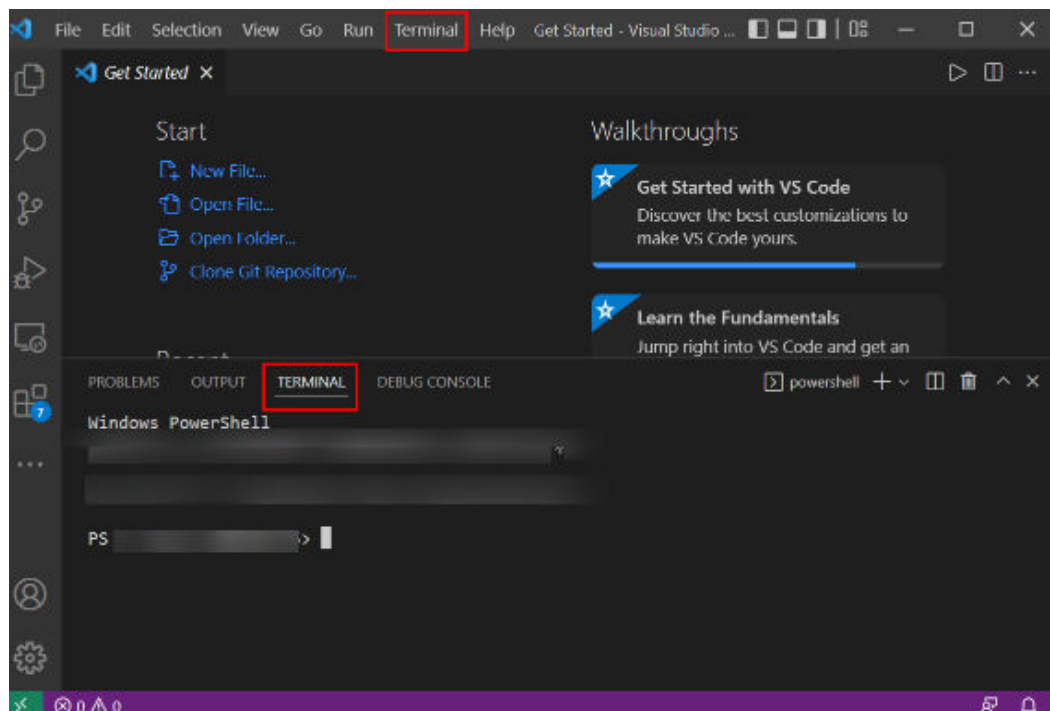 File Edit Selection View Go Run Terminal Help Get Started - Visual Studio ...
Get Started
Start
New File...
Open File...
Open Folder...
Clone Git Repository...
Recent
Walkthroughs
Get Started with VS Code
Discover the best customizations to
make VS Code yours.
Learn the Fundamentals
Jump right into VS Code and get an
PROBLEMS OUTPUT TERMINAL DEBUG CONSOLE powershell
7
Windows PowerShell
PS >
0 0